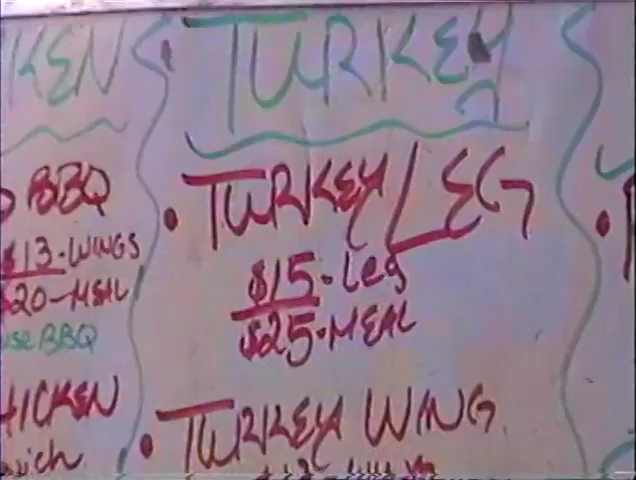 KEN
BBQ
$13-WINGS
$20-MEAL
BBQ
HICKEN
TURKEY
• TURKEY LEG
$15-Leg
$25-MEAL
• TURKEY WING